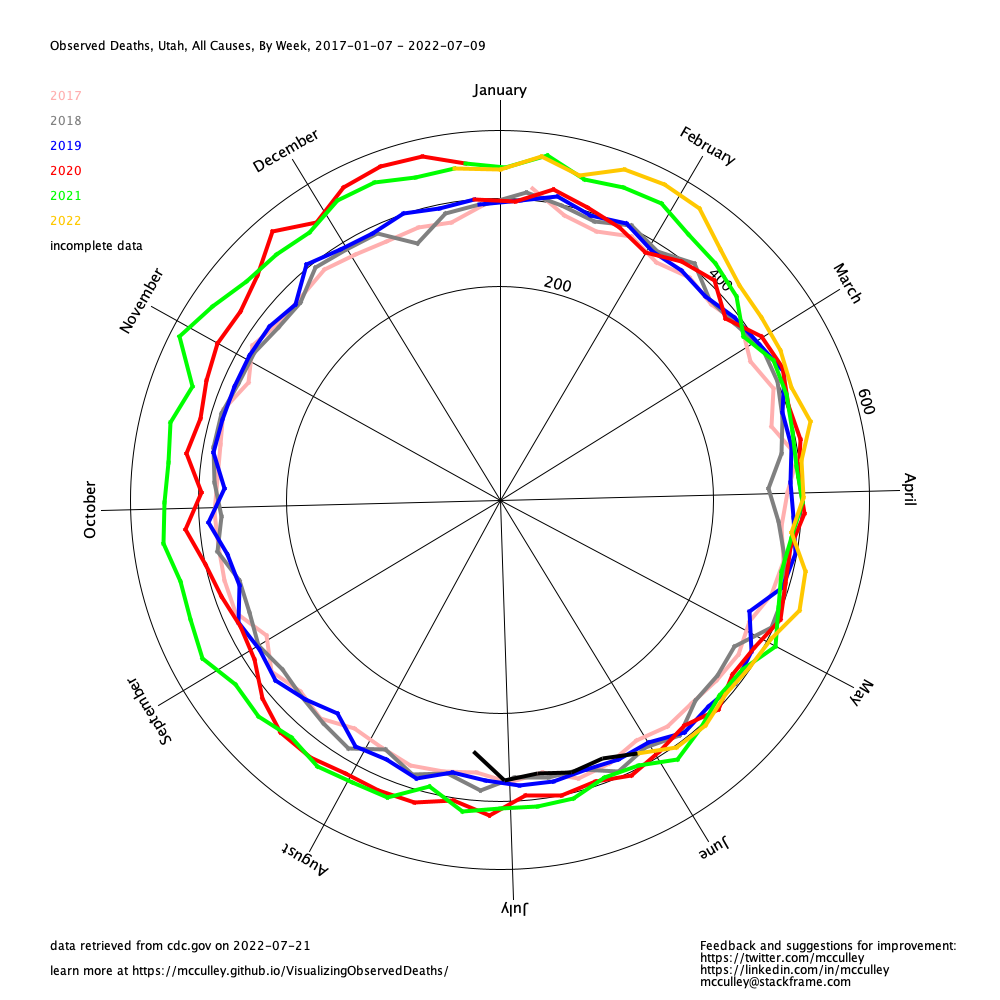 Observed Deaths, Utah, All Causes, By Week, 2017-01-07 - 2022-07-09
2017
2018
2019
2020
2021
2022
incomplete data
January
February
March
April
May
June
July
August
September
October
November
December
200
400
600
data retrieved from cdc.gov on 2022-07-21
learn more at https://mcculley.github.io/VisualizingObservedDeaths/
Feedback and suggestions for improvement:
https://twitter.com/mcculley
https://linkedin.com/in/mcculley
mcculley@stackframe.com